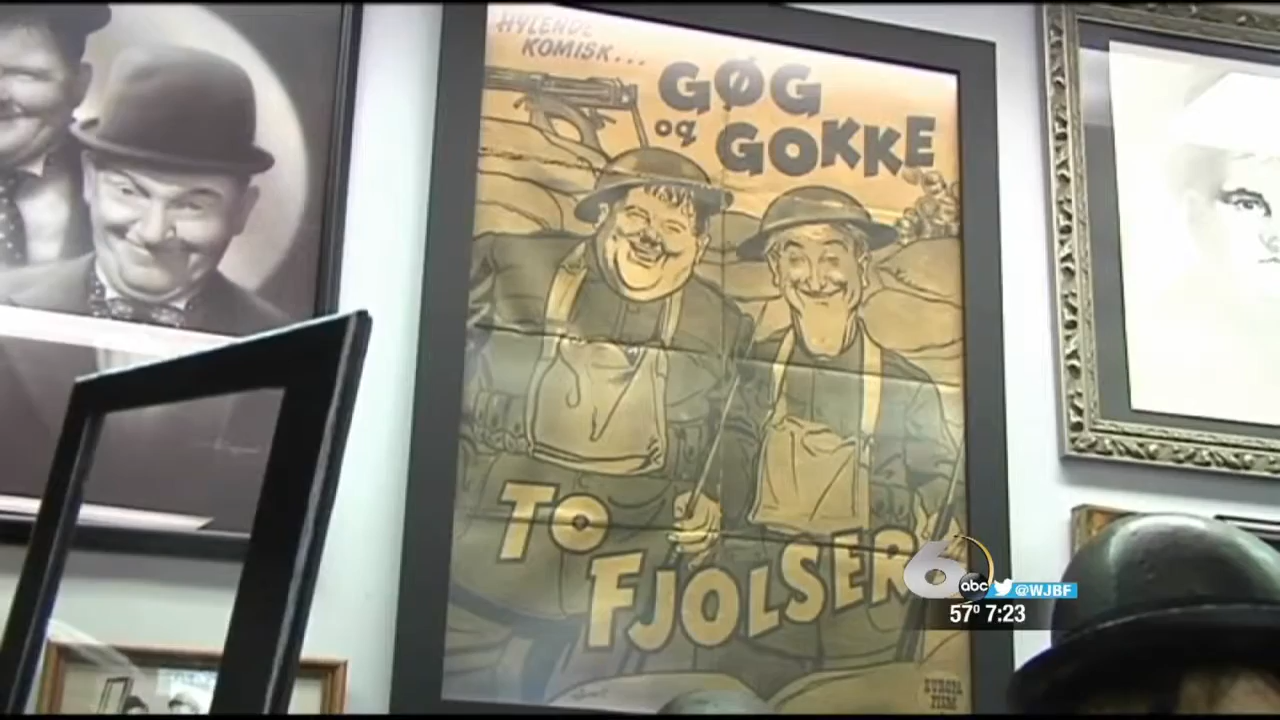 HYLENDE
KOMISK...
GØG
og
GOKKE
TO
FJOLSER
EUROPA
FILM
6
abc
@WJBF
57° 7:23